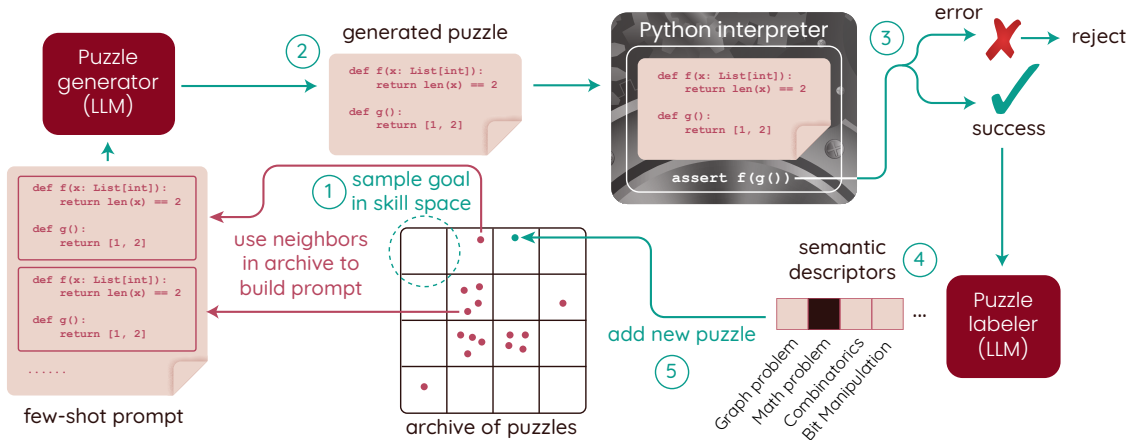 Puzzle
generator
(LLM)
2
generated puzzle
def f(x: List[int]):
return len(x) == 2
def g():
return [1, 2]
Python interpreter
def f(x: List[int]):
return len(x) == 2
def g():
return [1, 2]
assert f(g())
3
error
reject
success
def f(x: List[int]):
return len(x) == 2
def g():
return [1, 2]
def f(x: List[int]):
return len(x) == 2
def g():
return [1, 2]
......
few-shot prompt
1
sample goal
in skill space
use neighbors
in archive to
build prompt
archive of puzzles
add new puzzle
5
semantic
descriptors
4
...
Graph problem
Math problem
Combinatorics
Bit Manipulation
Puzzle
labeler
(LLM)